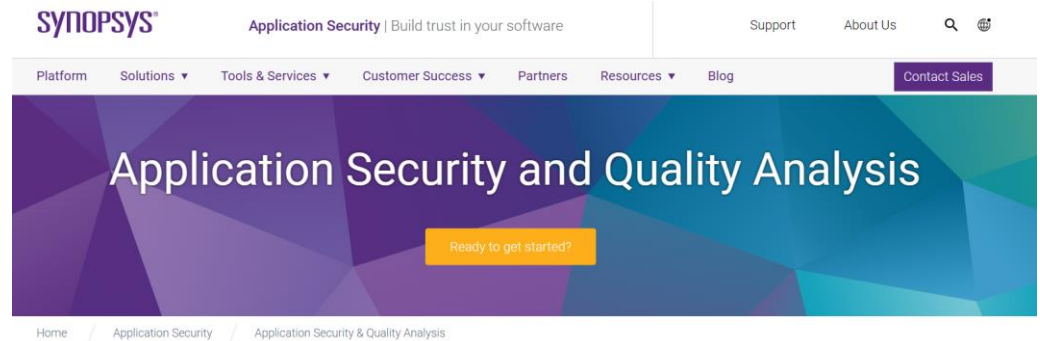 SYNOPSYS®
Application Security | Build trust in your software
Support
About Us
Platform
Solutions ▼
Tools & Services ▼
Customer Success ▼
Partners
Resources ▼
Blog
Contact Sales
Application Security and Quality Analysis
Ready to get started?
Home / Application Security / Application Security & Quality Analysis